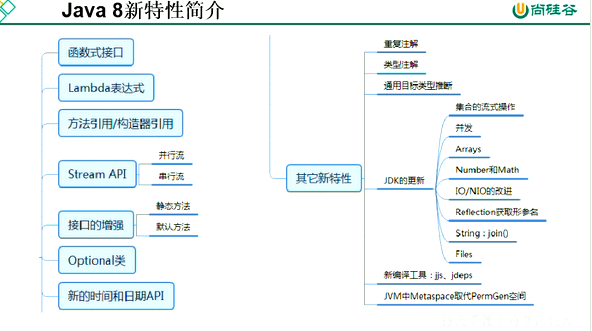 Java 8新特性简介
尚硅谷
函数式接口
Lambda表达式
方法引用/构造器引用
Stream API
并行流
串行流
接口的增强
静态方法
默认方法
Optional类
新的时间和日期API
其它新特性
重复注解
类型注解
通用目标类型推断
JDK的更新
集合的流式操作
并发
Arrays
Number和Math
IO/NIO的改进
Reflection获取形参名
String：join()
Files
新编译工具：jjs、jdeps
JVM中Metaspace取代PermGen空间